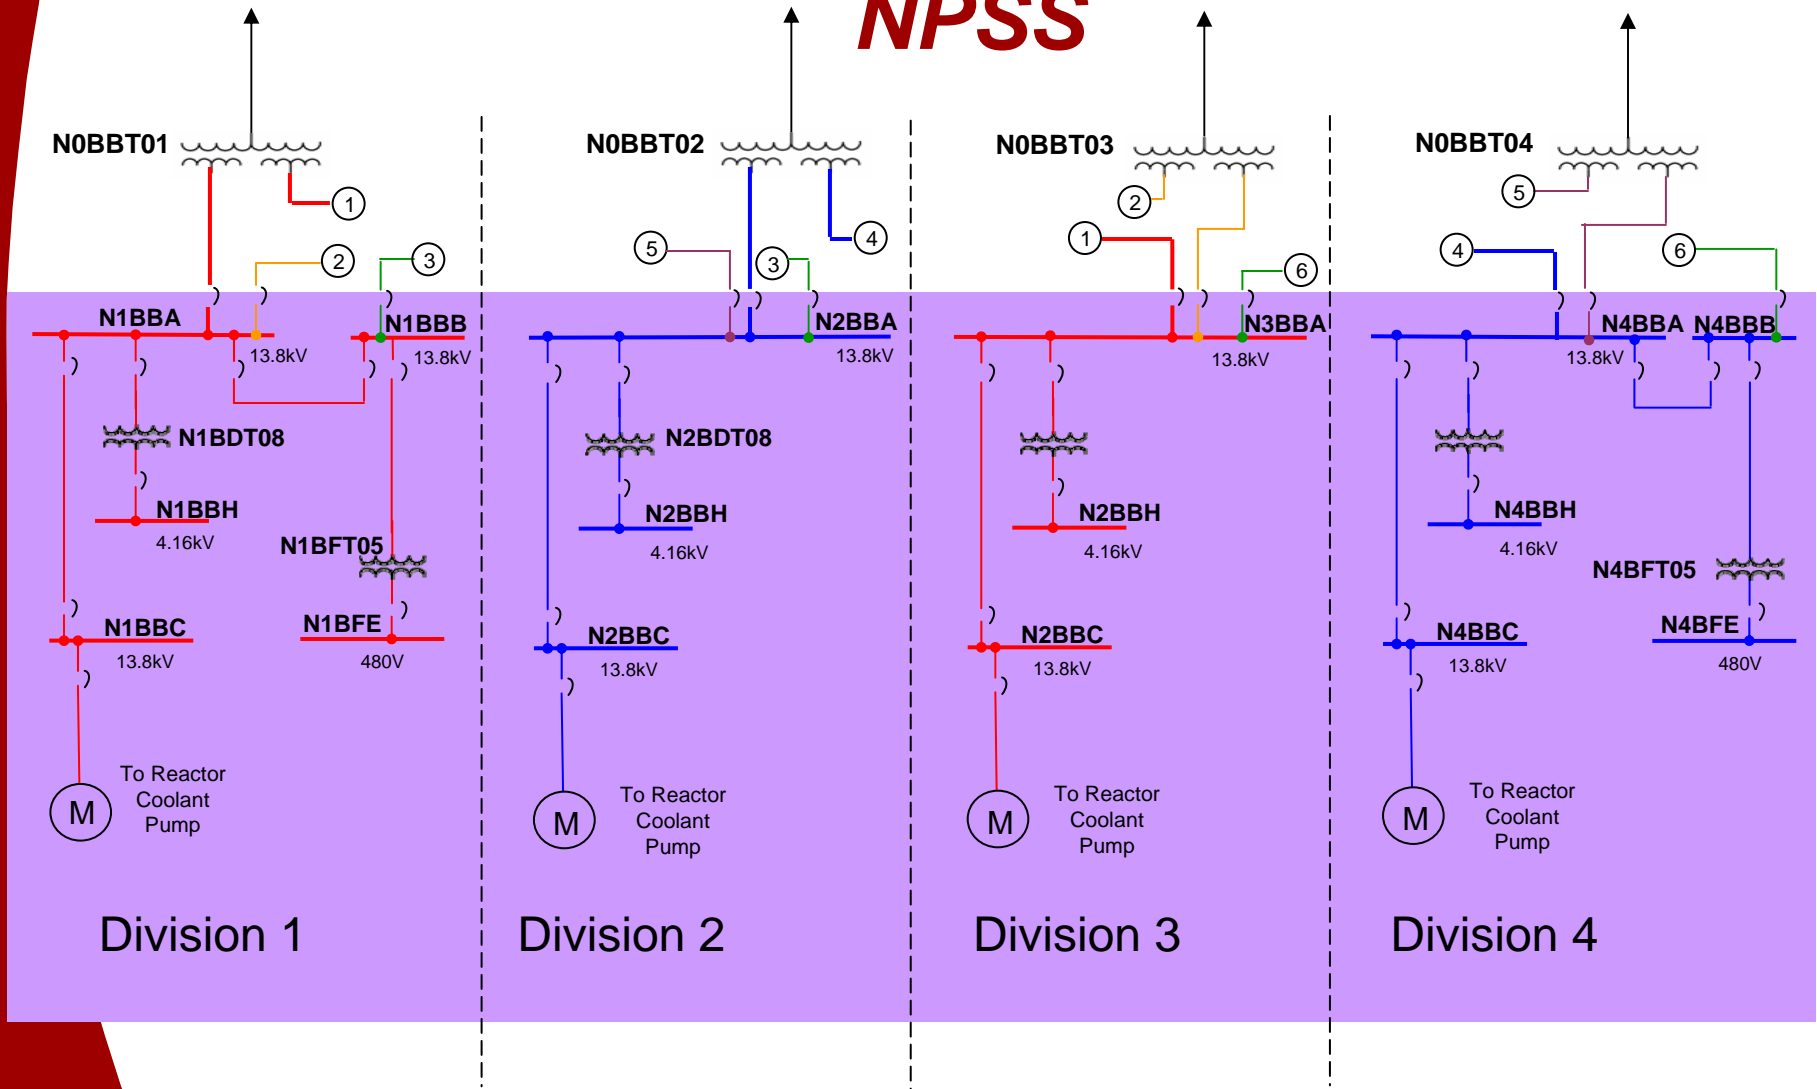 NPSS
N0BBT01
N0BBT02
N0BBT03
N0BBT04
1
2
3
5
3
4
2
1
6
5
4
6
N1BBA
13.8kV
N1BBB
13.8kV
N2BBA
13.8kV
N3BBA
13.8kV
N4BBA
13.8kV
N4BBB
N1BDT08
N2BDT08
N1BBH
4.16kV
N2BBH
4.16kV
N2BBH
4.16kV
N4BBH
4.16kV
N1BFT05
N4BFT05
N1BBC
13.8kV
N1BFE
480V
N2BBC
13.8kV
N2BBC
13.8kV
N4BBC
13.8kV
N4BFE
480V
M
To Reactor
Coolant
Pump
M
To Reactor
Coolant
Pump
M
To Reactor
Coolant
Pump
M
To Reactor
Coolant
Pump
Division 1
Division 2
Division 3
Division 4